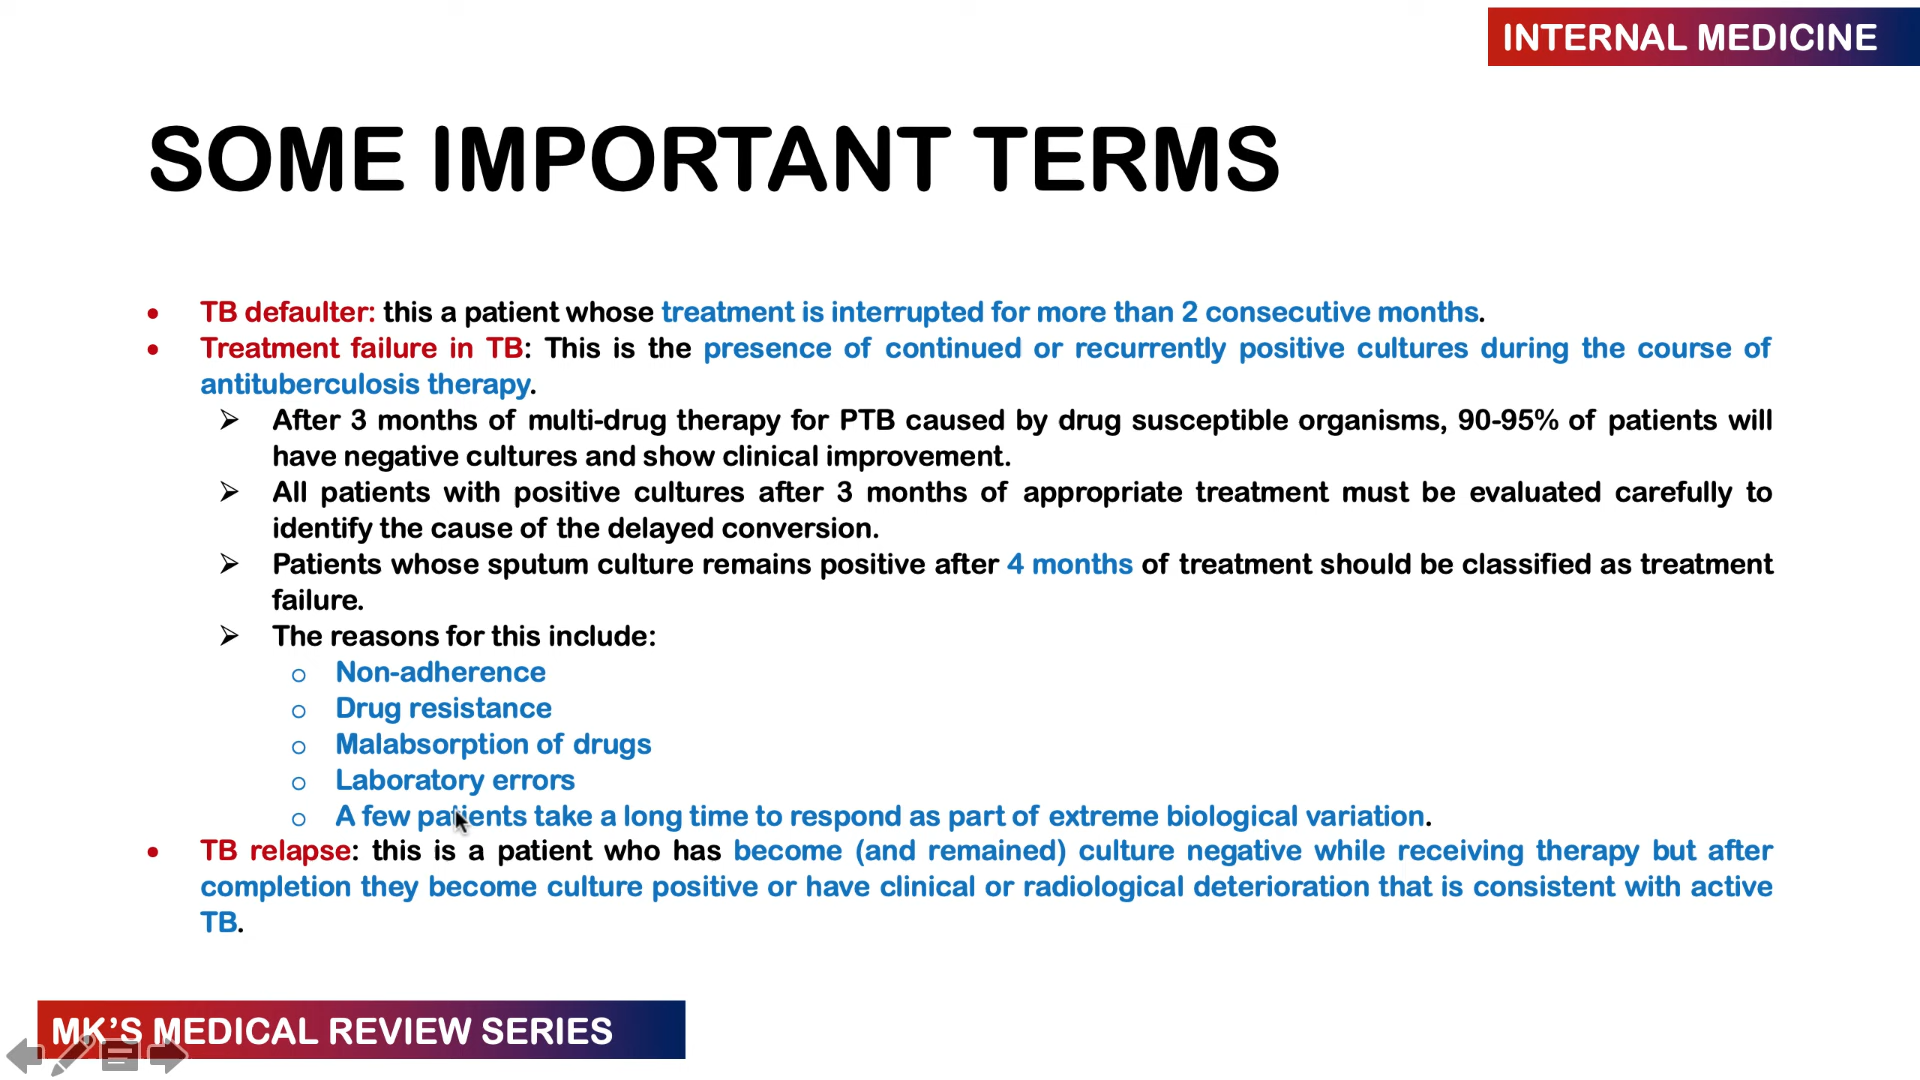 INTERNAL MEDICINE
SOME IMPORTANT TERMS
• TB defaulter: this a patient whose treatment is interrupted for more than 2 consecutive months.
• Treatment failure in TB: This is the presence of continued or recurrently positive cultures during the course of
antituberculosis therapy.
➢ After 3 months of multi-drug therapy for PTB caused by drug susceptible organisms, 90-95% of patients will
have negative cultures and show clinical improvement.
➢ All patients with positive cultures after 3 months of appropriate treatment must be evaluated carefully to
identify the cause of the delayed conversion.
➢ Patients whose sputum culture remains positive after 4 months of treatment should be classified as treatment
failure.
➢ The reasons for this include:
o Non-adherence
o Drug resistance
o Malabsorption of drugs
o Laboratory errors
o A few patients take a long time to respond as part of extreme biological variation.
• TB relapse: this is a patient who has become (and remained) culture negative while receiving therapy but after
completion they become culture positive or have clinical or radiological deterioration that is consistent with active
TB.
MK'S MEDICAL REVIEW SERIES